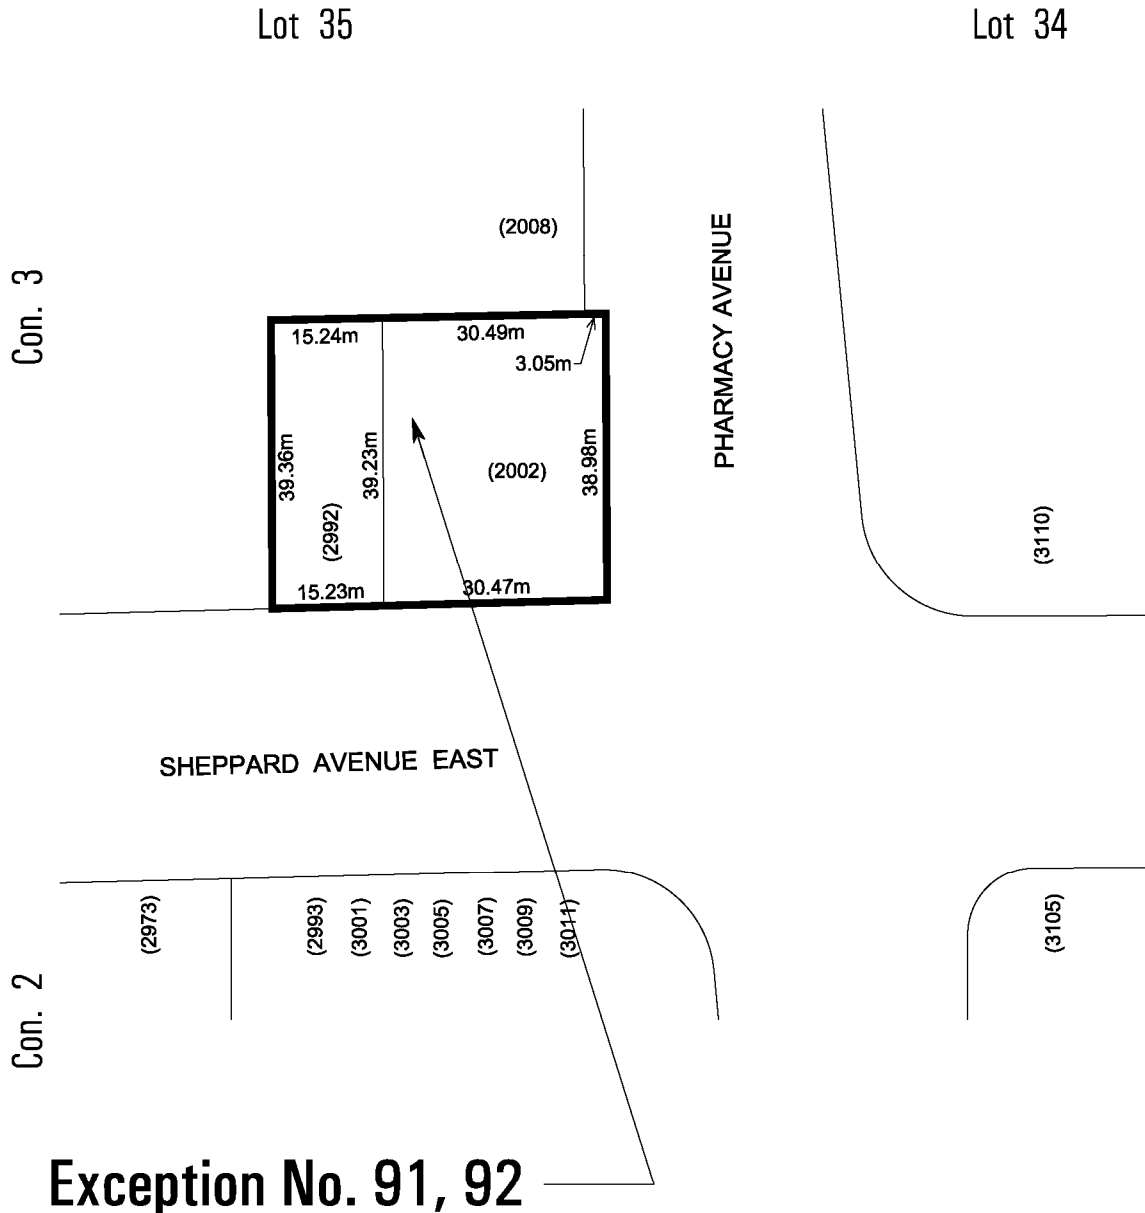 Lot 35
Lot 34
Con. 3
(2008)
PHARMACY AVENUE
15.24m
30.49m
3.05m
39.36m
39.23m
(2002)
38.98m
(2992)
(3110)
15.23m
30.47m
SHEPPARD AVENUE EAST
(2973)
(2993)
(3001)
(3003)
(3005)
(3007)
(3009)
(3011)
(3105)
Con. 2
Exception No. 91, 92